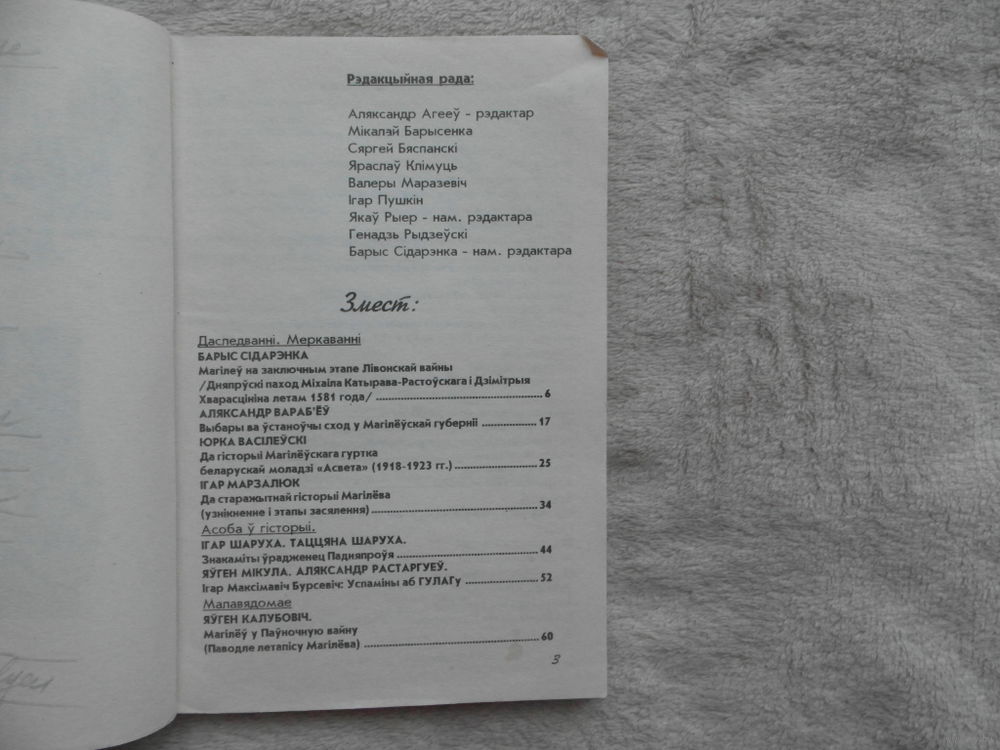 Рэдакцыйная рада:
Аляксандр Агееў - рэдактар
Мікалай Барысенка
Сяргей Бяспанскі
Яраслаў Клімуць
Валеры Маразевіч
Ігар Пушкін
Якаў Рыер - нам. рэдактара
Генадзь Рыдзеўскі
Барыс Сідарэнка - нам. рэдактара
Змест:
Даследванні. Меркаванні
БАРЫС СІДАРЭНКА
Магілеў на заключным этапе Лівонскай вайны
/Дняпрўскі паход Міхаіла Катырава-Растоўскага і Дзімітрыя
Хварасцініна летам 1581 года/ ........................................ 6
АЛЯКСАНДР ВАРАБ'ЁЎ
Выбары ва ўстаноўчы сход у Магілёўскай губерніі ............. 17
ЮРКА ВАСІЛЕЎСКІ
Да гісторыі Магілёўскага гуртка
беларускай моладзі «Асвета» (1918-1923 гг.) .................... 25
ІГАР МАРЗАЛЮК
Да старажытнай гісторыі Магілёва
(узнікненне і этапы засялення) ........................................ 34
Асоба ў гісторыі.
ІГАР ШАРУХА. ТАЦЦЯНА ШАРУХА.
Знакаміты ўраджэнец Падняпроўя .................................. 44
ЯЎГЕН МІКУЛА. АЛЯКСАНДР РАСТАРГУЕЎ.
Ігар Максімавіч Бурсевіч: Успаміны аб ГУЛАГу ................. 52
Малавядомае
ЯЎГЕН КАЛУБОВІЧ.
Магілёў у Паўночную вайну
(Паводле летапісу Магілёва) ............................................ 60
3